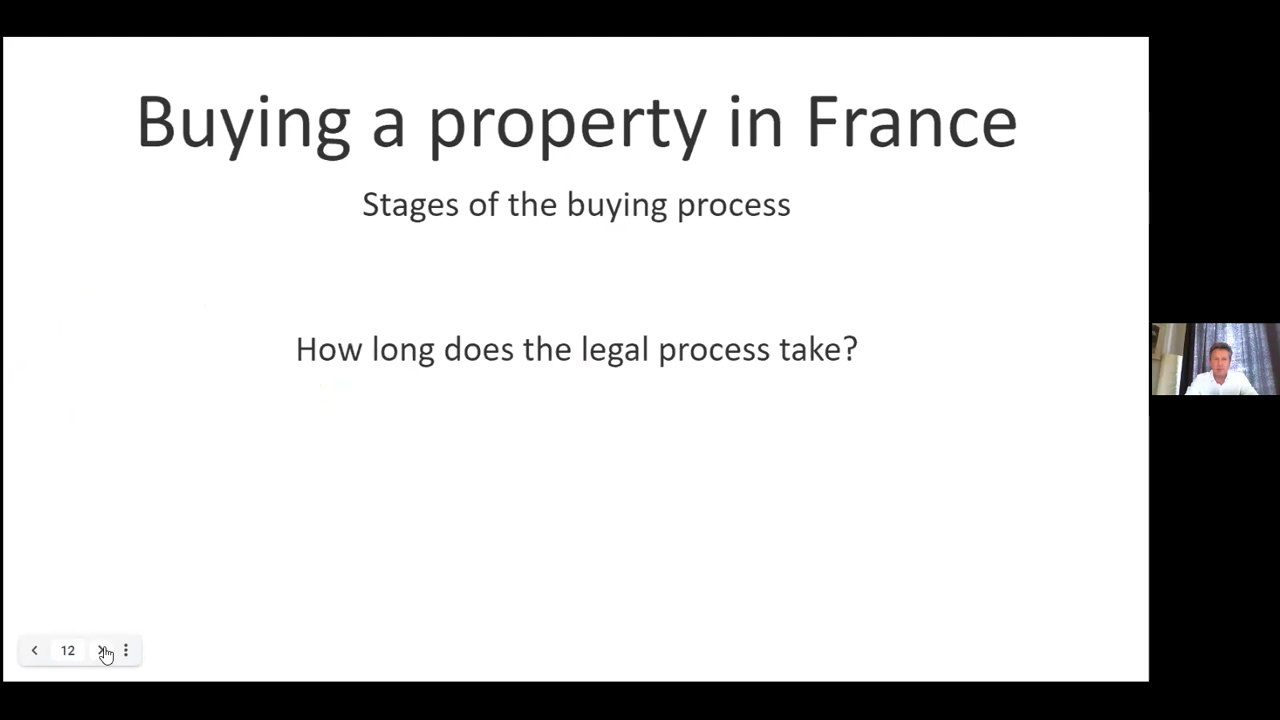 Buying a property in France
Stages of the buying process
How long does the legal process take?
12